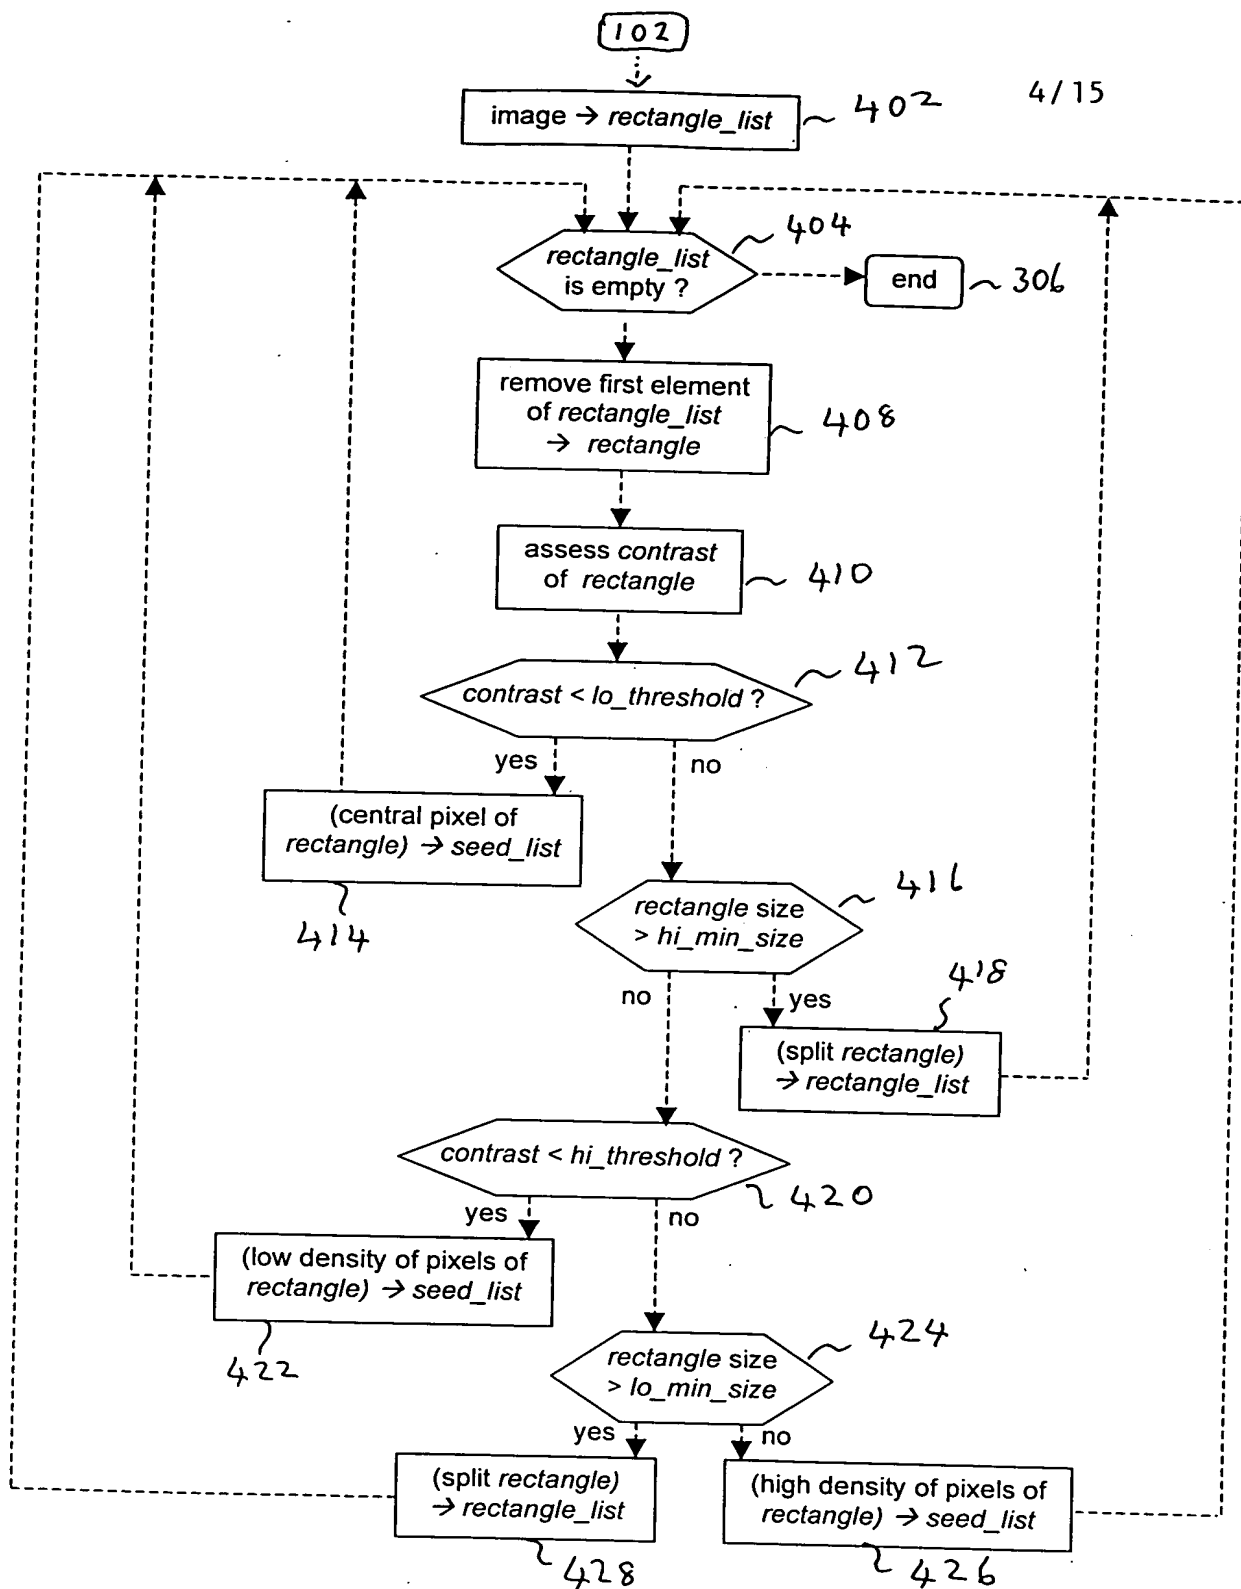 102
4/15
image → rectangle_list
402
rectangle_list
is empty ?
404
end
306
remove first element
of rectangle_list
→ rectangle
408
assess contrast
of rectangle
410
contrast < lo_threshold ?
412
yes
no
(central pixel of
rectangle) → seed_list
414
rectangle size
> hi_min_size
416
no
yes
418
(split rectangle)
→ rectangle_list
contrast < hi_threshold ?
420
yes
no
(low density of pixels of
rectangle) → seed_list
422
rectangle size
> lo_min_size
424
yes
no
(split rectangle)
→ rectangle_list
428
(high density of pixels of
rectangle) → seed_list
426